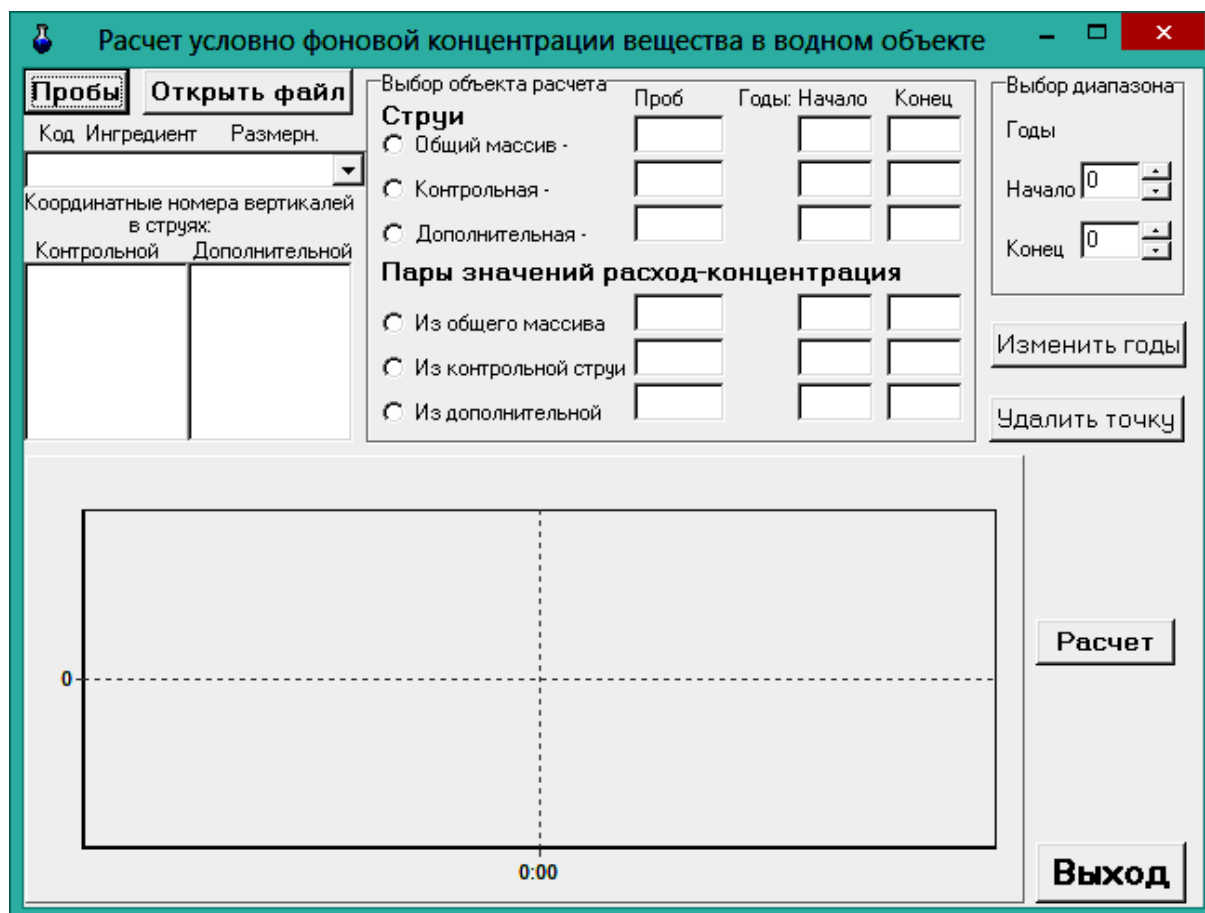 Расчет условно фоновой концентрации вещества в водном объекте
Пробы Открыть файл
Код Ингредиент Размерн.
Координатные номера вертикалей
в струях:
Контрольной Дополнительной
Выбор объекта расчета
Проб Годы: Начало Конец
Струи
Общий массив -
Контрольная -
Дополнительная -
Пары значений расход-концентрация
Из общего массива
Из контрольной струи
Из дополнительной
Выбор диапазона
Годы
Начало 0
Конец 0
Изменить годы
Удалить точку
0
0:00
Расчет
Выход